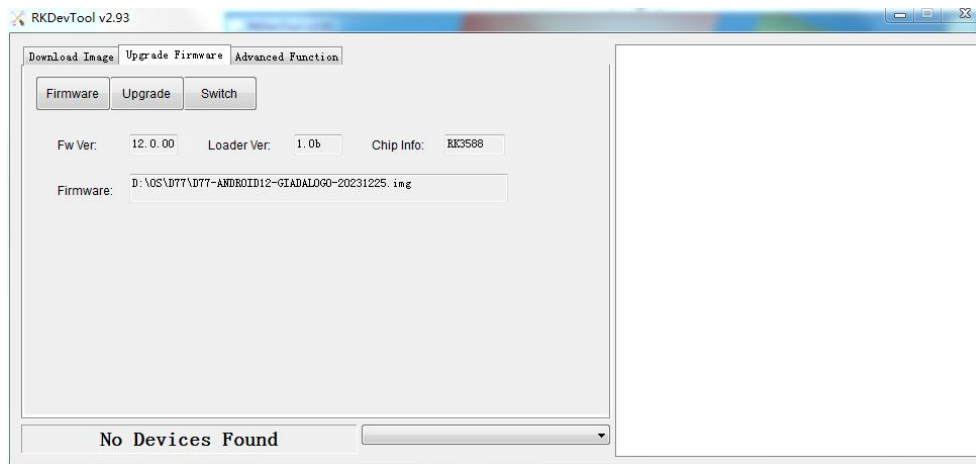 RKDevTool v2.93
Download Image Upgrade Firmware Advanced Function
Firmware Upgrade Switch
Fw Ver: 12.0.00 Loader Ver: 1.0b Chip Info: RK3588
Firmware: D:\OS\D77\D77-ANDROID12-GIADALOGO-20231225.img
No Devices Found